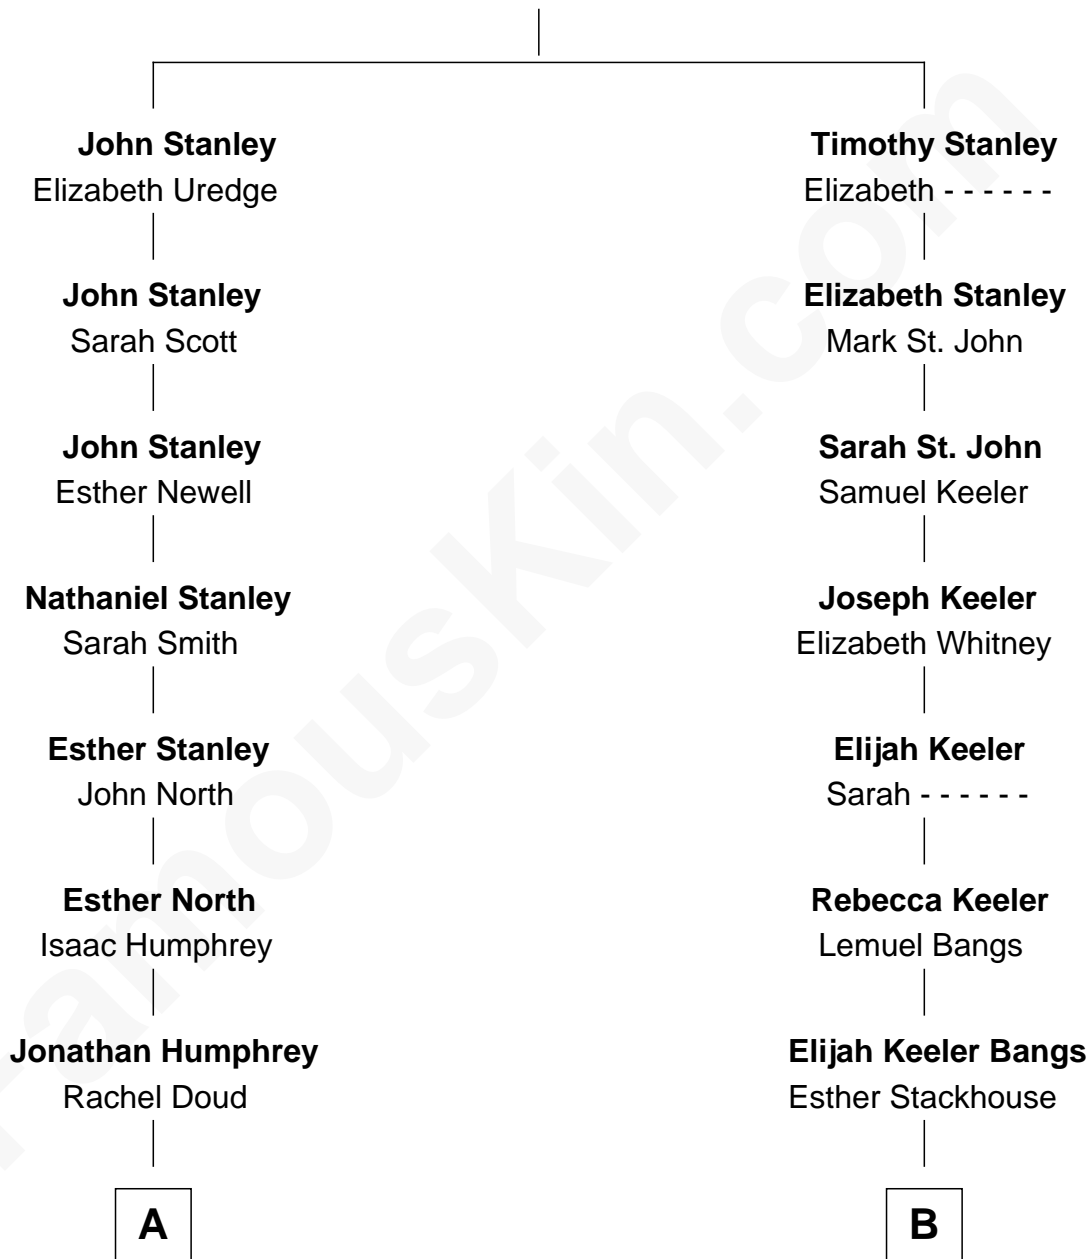 John Stanley
Elizabeth Uredge
John Stanley
Sarah Scott
John Stanley
Esther Newell
Nathaniel Stanley
Sarah Smith
Esther Stanley
John North
Esther North
Isaac Humphrey
Jonathan Humphrey
Rachel Doud
A
Timothy Stanley
Elizabeth - - - - - -
Elizabeth Stanley
Mark St. John
Sarah St. John
Samuel Keeler
Joseph Keeler
Elizabeth Whitney
Elijah Keeler
Sarah - - - - - -
Rebecca Keeler
Lemuel Bangs
Elijah Keeler Bangs
Esther Stackhouse
B
FamousKin.com